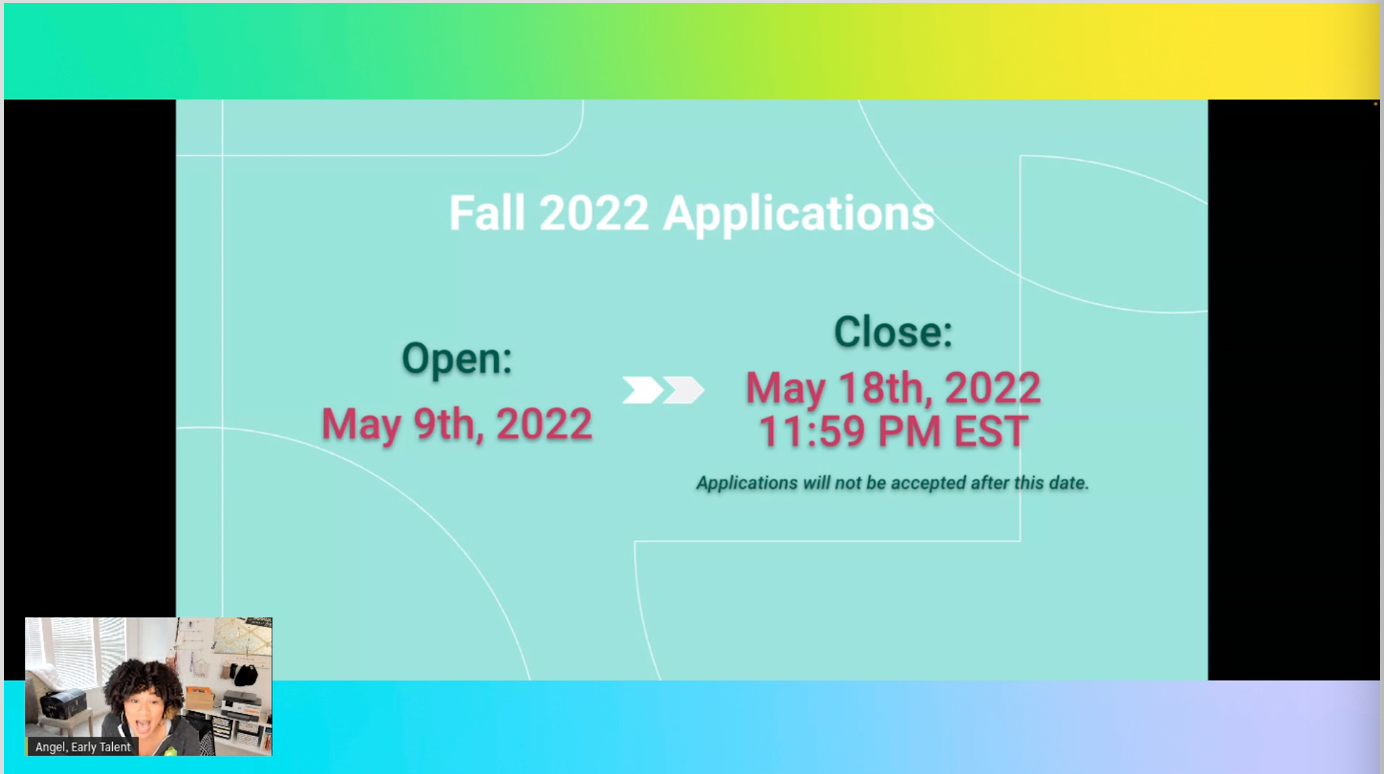 Fall 2022 Applications
Open:
May 9th, 2022
Close:
May 18th, 2022
11:59 PM EST
Applications will not be accepted after this date.
Angel, Early Talent